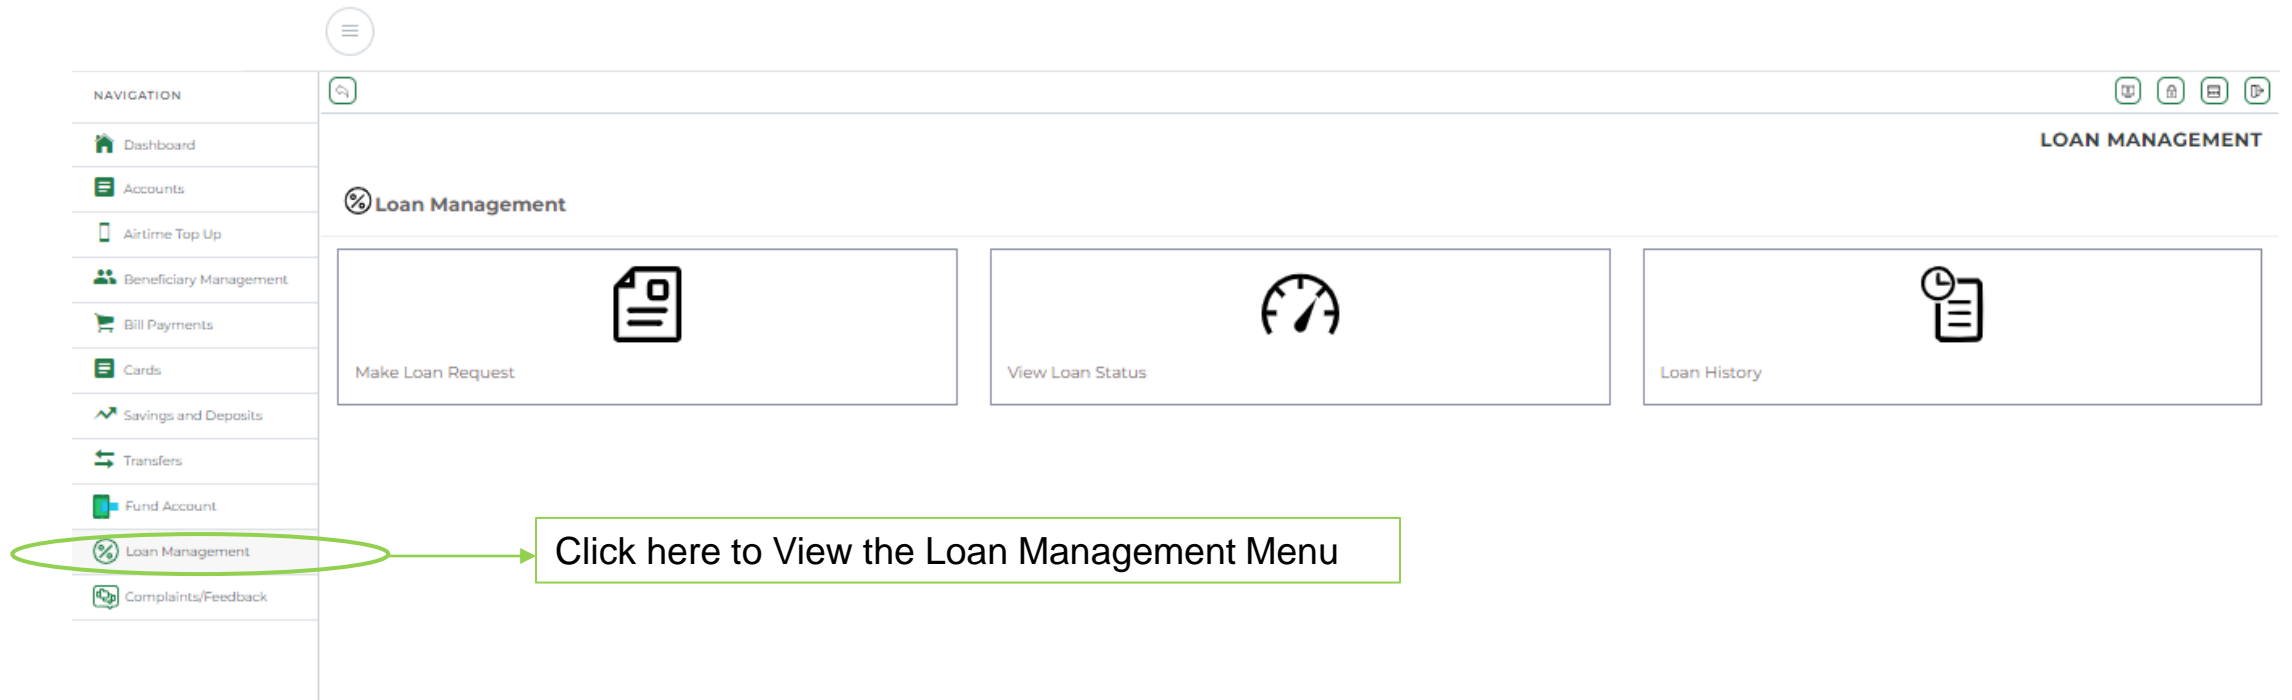 NAVIGATION
Dashboard
Accounts
Airtime Top Up
Beneficiary Management
Bill Payments
Cards
Savings and Deposits
Transfers
Fund Account
Loan Management
Complaints/Feedback
LOAN MANAGEMENT
Loan Management
Make Loan Request
View Loan Status
Loan History
Click here to View the Loan Management Menu